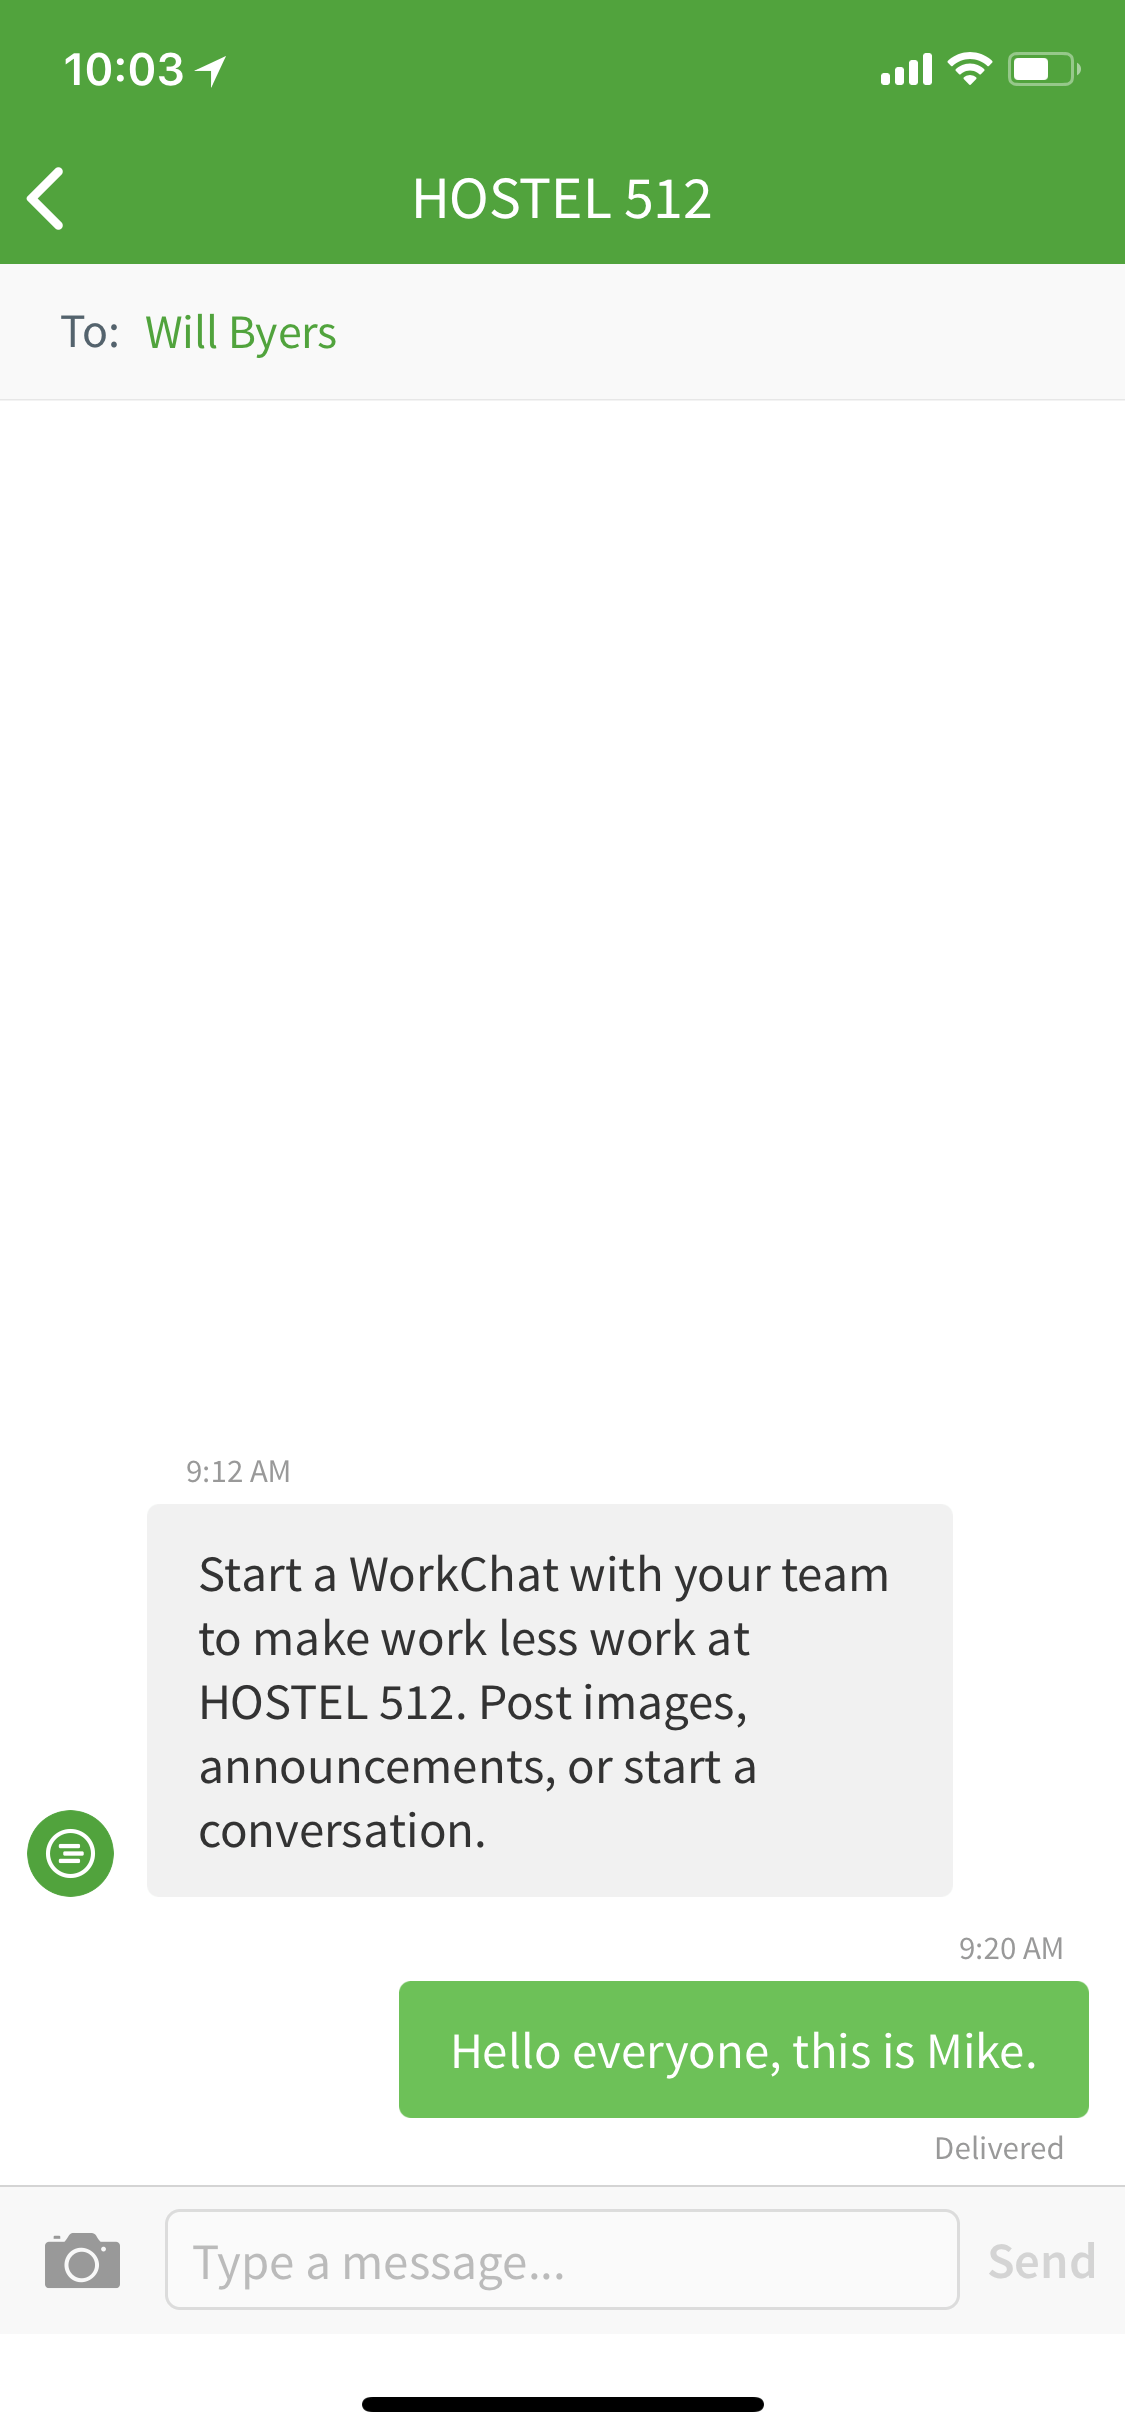 10:03
HOSTEL 512
To: Will Byers
9:12 AM
Start a WorkChat with your team
to make work less work at
HOSTEL 512. Post images,
announcements, or start a
conversation.
9:20 AM
Hello everyone, this is Mike.
Delivered
Type a message...
Send